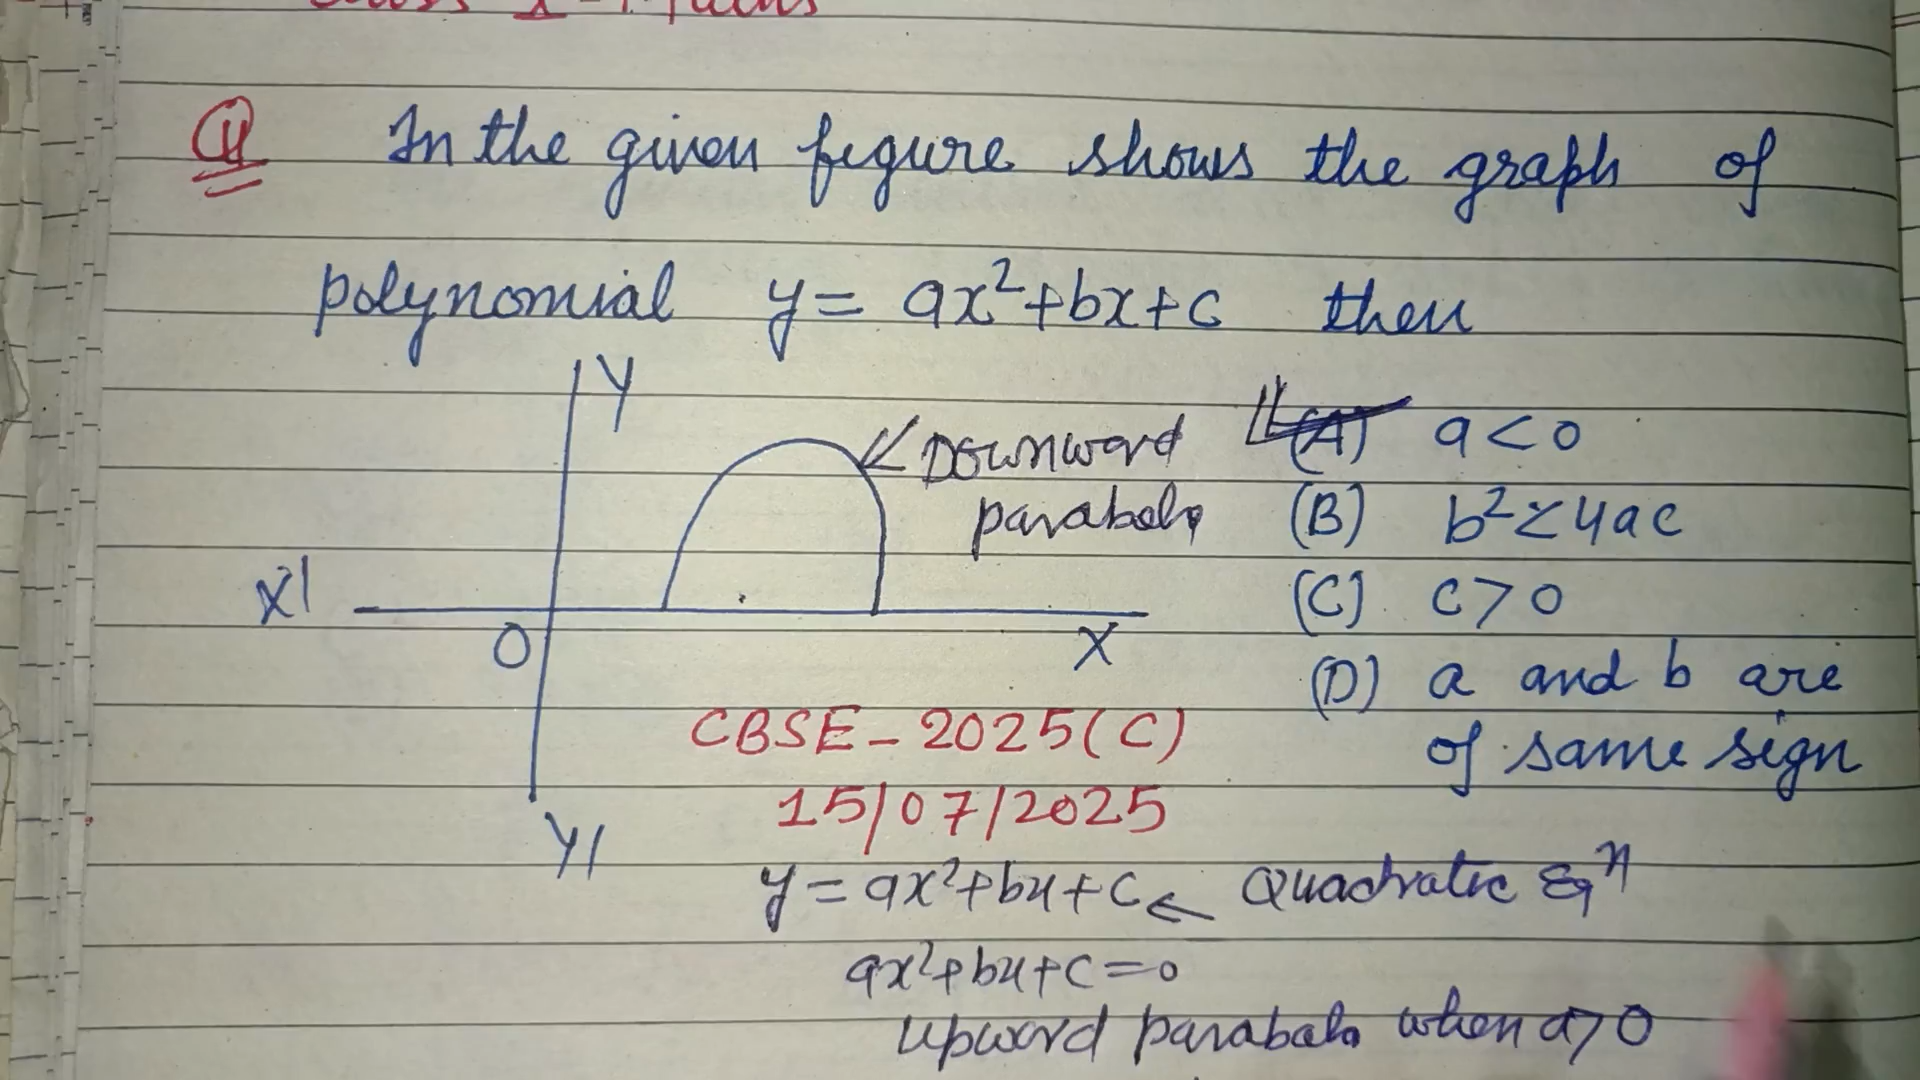 Class X - Maths
Q In the given figure shows the graph of
polynomial y = ax²+bx+c then
Y
Downward
parabola
(A) a<0
(B) b²<4ac
(C) c>0
(D) a and b are
of same sign
X' O X
Y'
CBSE - 2025(C)
15/07/2025
y = ax²+bx+c ← Quadratic Eqⁿ
ax²+bx+c=0
upward parabola when a>0